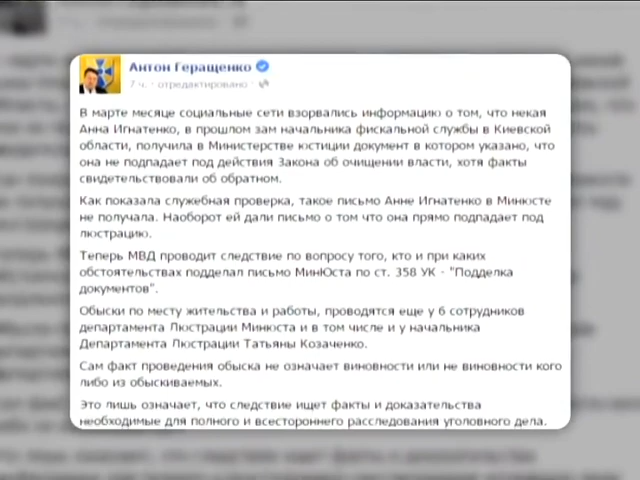 Антон Геращенко
7 ч. · отредактировано ·
В марте месяце социальные сети взорвались информацию о том, что некая
Анна Игнатенко, в прошлом зам начальника фискальной службы в Киевской
области, получила в Министерстве юстиции документ в котором указано, что
она не подпадает под действия Закона об очищении власти, хотя факты
свидетельствовали об обратном.
Как показала служебная проверка, такое письмо Анне Игнатенко в Минюсте
не получала. Наоборот ей дали письмо о том что она прямо подпадает под
люстрацию.
Теперь МВД проводит следствие по вопросу того, кто и при каких
обстоятельствах подделал письмо МинЮста по ст. 358 УК - "Подделка
документов".
Обыски по месту жительства и работы, проводятся еще у 6 сотрудников
департамента Люстрации Минюста и в том числе и у начальника
Департамента Люстрации Татьяны Козаченко.
Сам факт проведения обыска не означает виновности или не виновности кого
либо из обыскиваемых.
Это лишь означает, что следствие ищет факты и доказательства
необходимые для полного и всестороннего расследования уголовного дела.